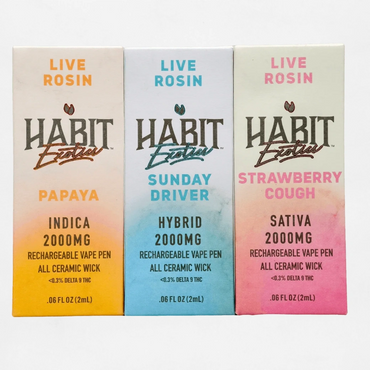 LIVE
ROSIN
HABIT
Exotics
PAPAYA
INDICA
2000MG
RECHARGEABLE VAPE PEN
ALL CERAMIC WICK
<0.3% DELTA 9 THC
.06 FL OZ (2mL)
LIVE
ROSIN
HABIT
Exotics
SUNDAY
DRIVER
HYBRID
2000MG
RECHARGEABLE VAPE PEN
ALL CERAMIC WICK
<0.3% DELTA 9 THC
.06 FL OZ (2mL)
LIVE
ROSIN
HABIT™
Exotics
STRAWBERRY
COUGH
SATIVA
2000MG
RECHARGEABLE VAPE PEN
ALL CERAMIC WICK
<0.3% DELTA 9 THC
.06 FL OZ (2mL)